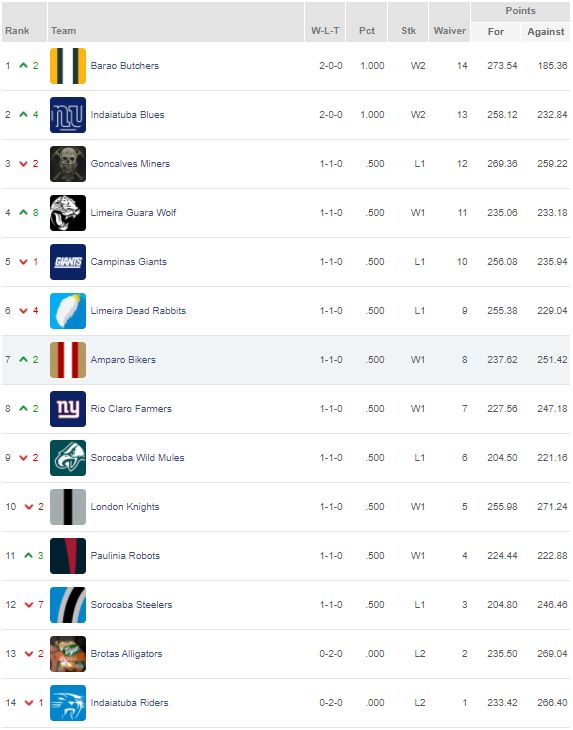 Points
Rank Team W-L-T Pct Stk Waiver For Against
1 2 Barao Butchers 2-0-0 1.000 W2 14 273.54 185.36
2 4 Indaiatuba Blues 2-0-0 1.000 W2 13 258.12 232.84
3 2 Goncalves Miners 1-1-0 .500 L1 12 269.36 259.22
4 8 Limeira Guara Wolf 1-1-0 .500 W1 11 235.06 233.18
5 1 GIANTS Campinas Giants 1-1-0 .500 L1 10 256.08 235.94
6 4 Limeira Dead Rabbits 1-1-0 .500 L1 9 255.38 229.04
7 2 Amparo Bikers 1-1-0 .500 W1 8 237.62 251.42
8 2 ny Rio Claro Farmers 1-1-0 .500 W1 7 227.56 247.18
9 2 Sorocaba Wild Mules 1-1-0 .500 L1 6 204.50 221.16
10 2 London Knights 1-1-0 .500 W1 5 255.98 271.24
11 3 Paulinia Robots 1-1-0 .500 W1 4 224.44 222.88
12 7 Sorocaba Steelers 1-1-0 .500 L1 3 204.80 246.46
13 2 Brotas Alligators 0-2-0 .000 L2 2 235.50 269.04
14 1 Indaiatuba Riders 0-2-0 .000 L2 1 233.42 266.40